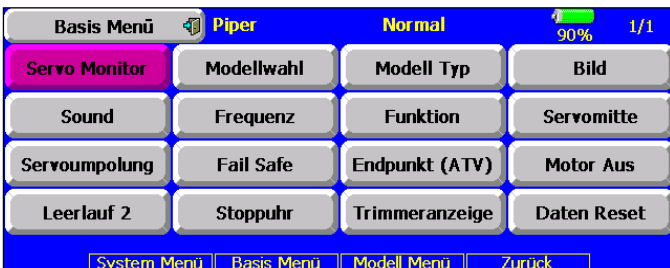 Basis Menü Piper Normal 90% 1/1
Servo Monitor Modellwahl Modell Typ Bild
Sound Frequenz Funktion Servomitte
Servoumpolung Fail Safe Endpunkt (ATV) Motor Aus
Leerlauf 2 Stoppuhr Trimmeranzeige Daten Reset
System Menü Basis Menü Modell Menü Zurück